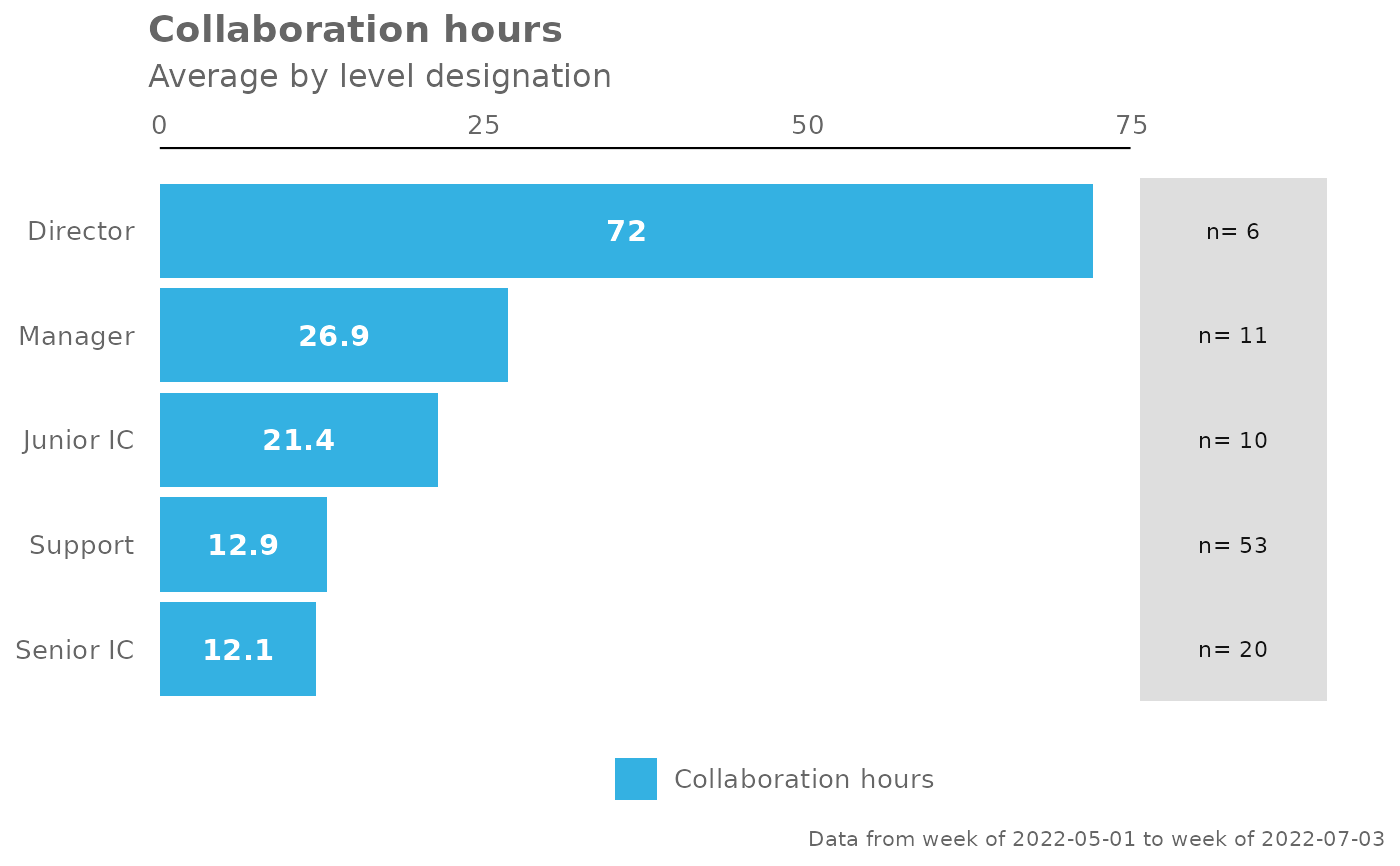 Collaboration hours
Average by level designation
0 25 50 75
Director 72 n= 6
Manager 26.9 n= 11
Junior IC 21.4 n= 10
Support 12.9 n= 53
Senior IC 12.1 n= 20
Collaboration hours
Data from week of 2022-05-01 to week of 2022-07-03